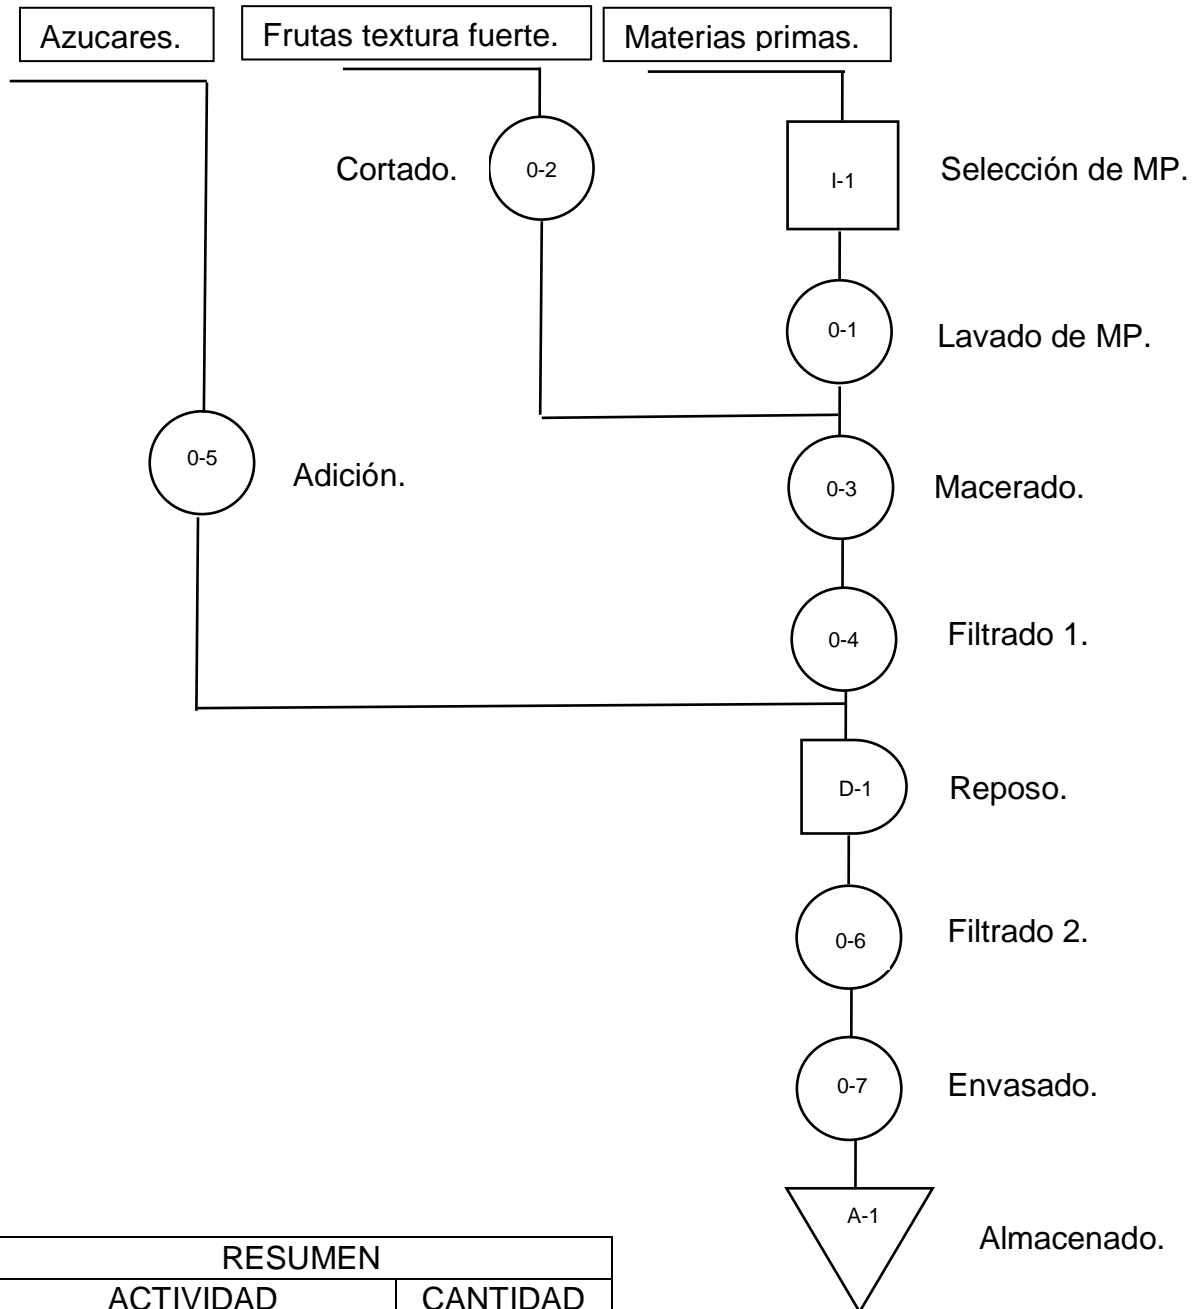 Azucares.
Frutas textura fuerte.
Materias primas.
Cortado.
0-2
I-1
Selección de MP.
0-1
Lavado de MP.
0-5
Adición.
0-3
Macerado.
0-4
Filtrado 1.
D-1
Reposo.
0-6
Filtrado 2.
0-7
Envasado.
A-1
Almacenado.
RESUMEN
ACTIVIDAD
CANTIDAD